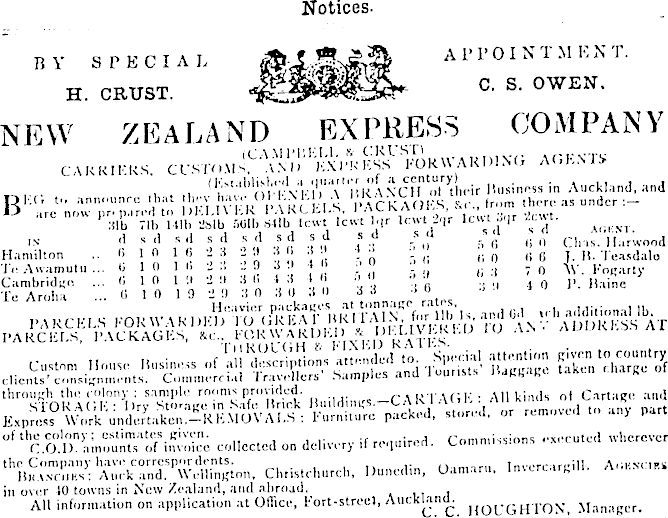 Notices.
BY SPECIAL APPOINTMENT.
H. CRUST. C. S. OWEN.
NEW ZEALAND EXPRESS COMPANY
(CAMPBELL & CRUST)
CARRIERS, CUSTOMS, AND EXPRESS FORWARDING AGENTS
(Established a quarter of a century)
BEG to announce that they have OPENED A BRANCH of their Business in Auckland, and
are now prepared to DELIVER PARCELS, PACKAGES, &c., from there as under :—
3lb 7lb 14lb 28lb 56lb 84lb 1cwt 1cwt 1qr 1cwt 2qr 1cwt 3qr 2cwt.
IN d s d s d s d s d s d s d s d s d s d s d AGENT.
Hamilton .. 6 1 0 1 6 2 3 2 9 3 6 3 9 4 3 5 0 5 6 6 0 Chas. Harwood
Te Awamutu ... 6 1 0 1 6 2 3 2 9 3 9 4 6 5 0 5 6 6 0 6 6 J. B. Teasdale
Cambridge ... 6 1 0 1 9 2 9 3 6 4 3 4 6 5 0 5 9 6 3 7 0 W. Fogarty
Te Aroha ... 6 1 0 1 9 2 9 3 0 3 0 3 0 3 3 3 6 3 9 4 0 P. Baine
Heavier packages at tonnage rates.
PARCELS FORWARDED TO GREAT BRITAIN, for 1lb 1s, and 6d additional lb.
PARCELS, PACKAGES, &c., FORWARDED & DELIVERED TO ANY ADDRESS AT
THROUGH & FIXED RATES.
Custom House Business of all descriptions attended to. Special attention given to country
clients' consignments. Commercial Travellers' Samples and Tourists' Baggage taken charge of
through the colony ; sample rooms provided.
STORAGE : Dry Storage in Safe Brick Buildings.—CARTAGE : All kinds of Cartage and
Express Work undertaken.—REMOVALS : Furniture packed, stored, or removed to any part
of the colony ; estimates given.
C.O.D. amounts of invoice collected on delivery if required. Commissions executed wherever
the Company have correspondents.
BRANCHES : Auckand, Wellington, Christchurch, Dunedin, Oamaru, Invercargill. AGENCIES
in over 40 towns in New Zealand, and abroad.
All information on application at Office, Fort-street, Auckland.
C. C. HOUGHTON, Manager.